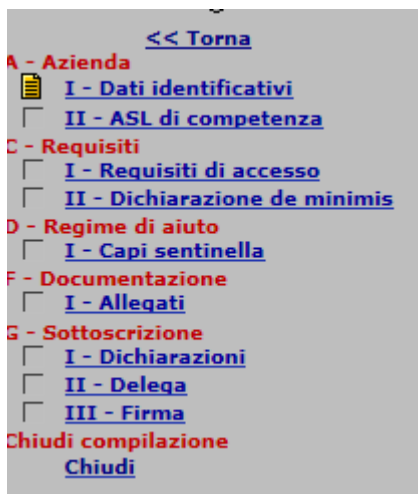 << Torna
A - Azienda
I - Dati identificativi
II - ASL di competenza
C - Requisiti
I - Requisiti di accesso
II - Dichiarazione de minimis
D - Regime di aiuto
I - Capi sentinella
F - Documentazione
I - Allegati
G - Sottoscrizione
I - Dichiarazioni
II - Delega
III - Firma
Chiudi compilazione
Chiudi